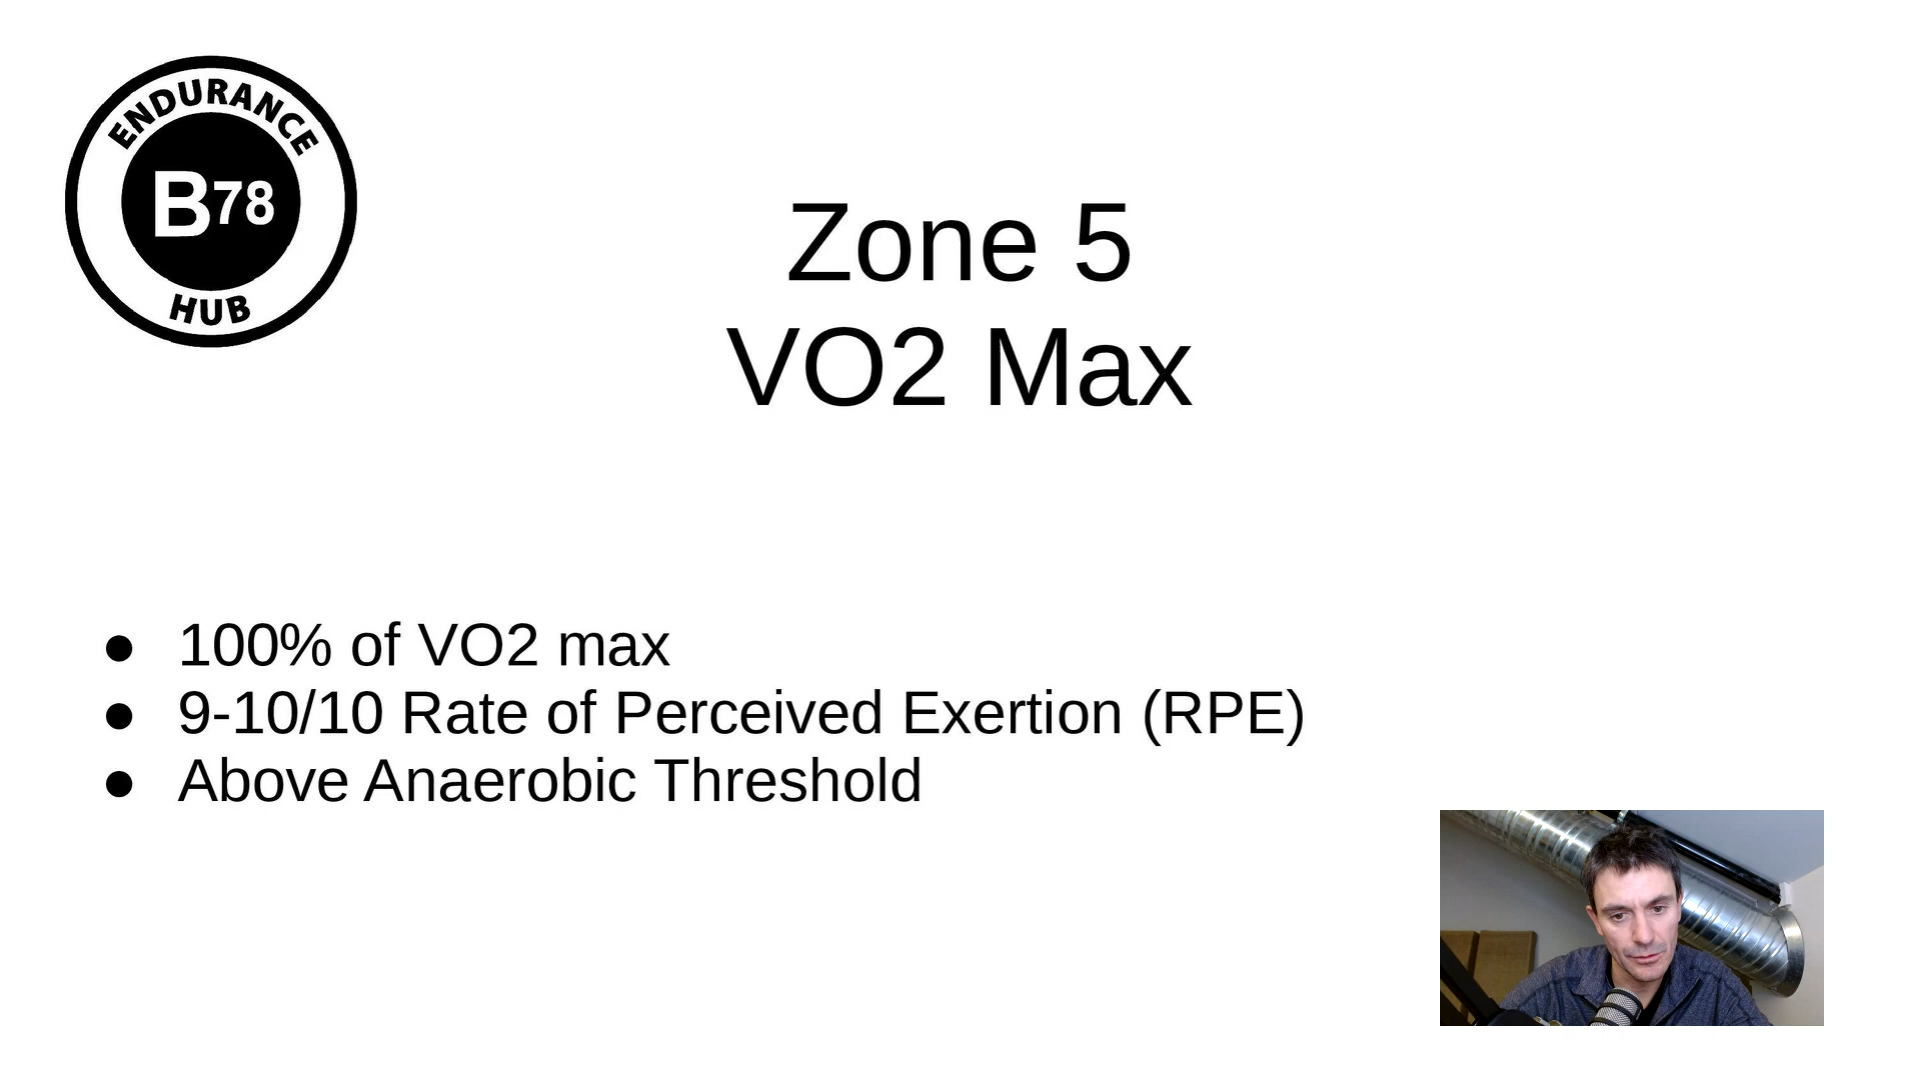 ENDURANCE
B78
HUB
Zone 5
VO2 Max
● 100% of VO2 max
● 9-10/10 Rate of Perceived Exertion (RPE)
● Above Anaerobic Threshold